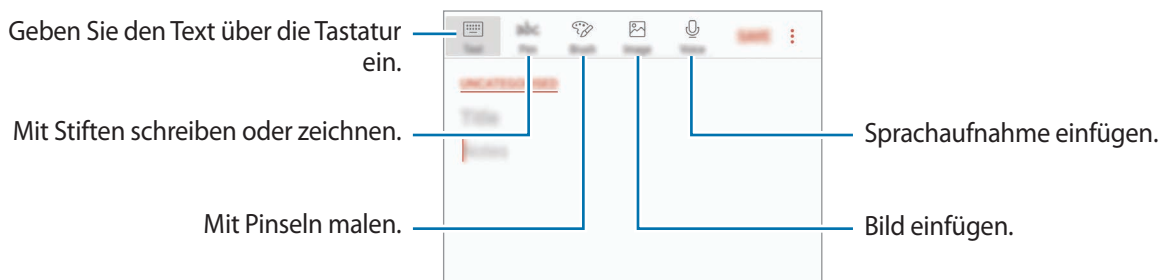 Geben Sie den Text über die Tastatur
ein.
Mit Stiften schreiben oder zeichnen.
Mit Pinseln malen.
Text
abc
Pen
Brush
Image
Voice
SAVE
UNCATEGORISED
Title
Notes
Sprachaufnahme einfügen.
Bild einfügen.